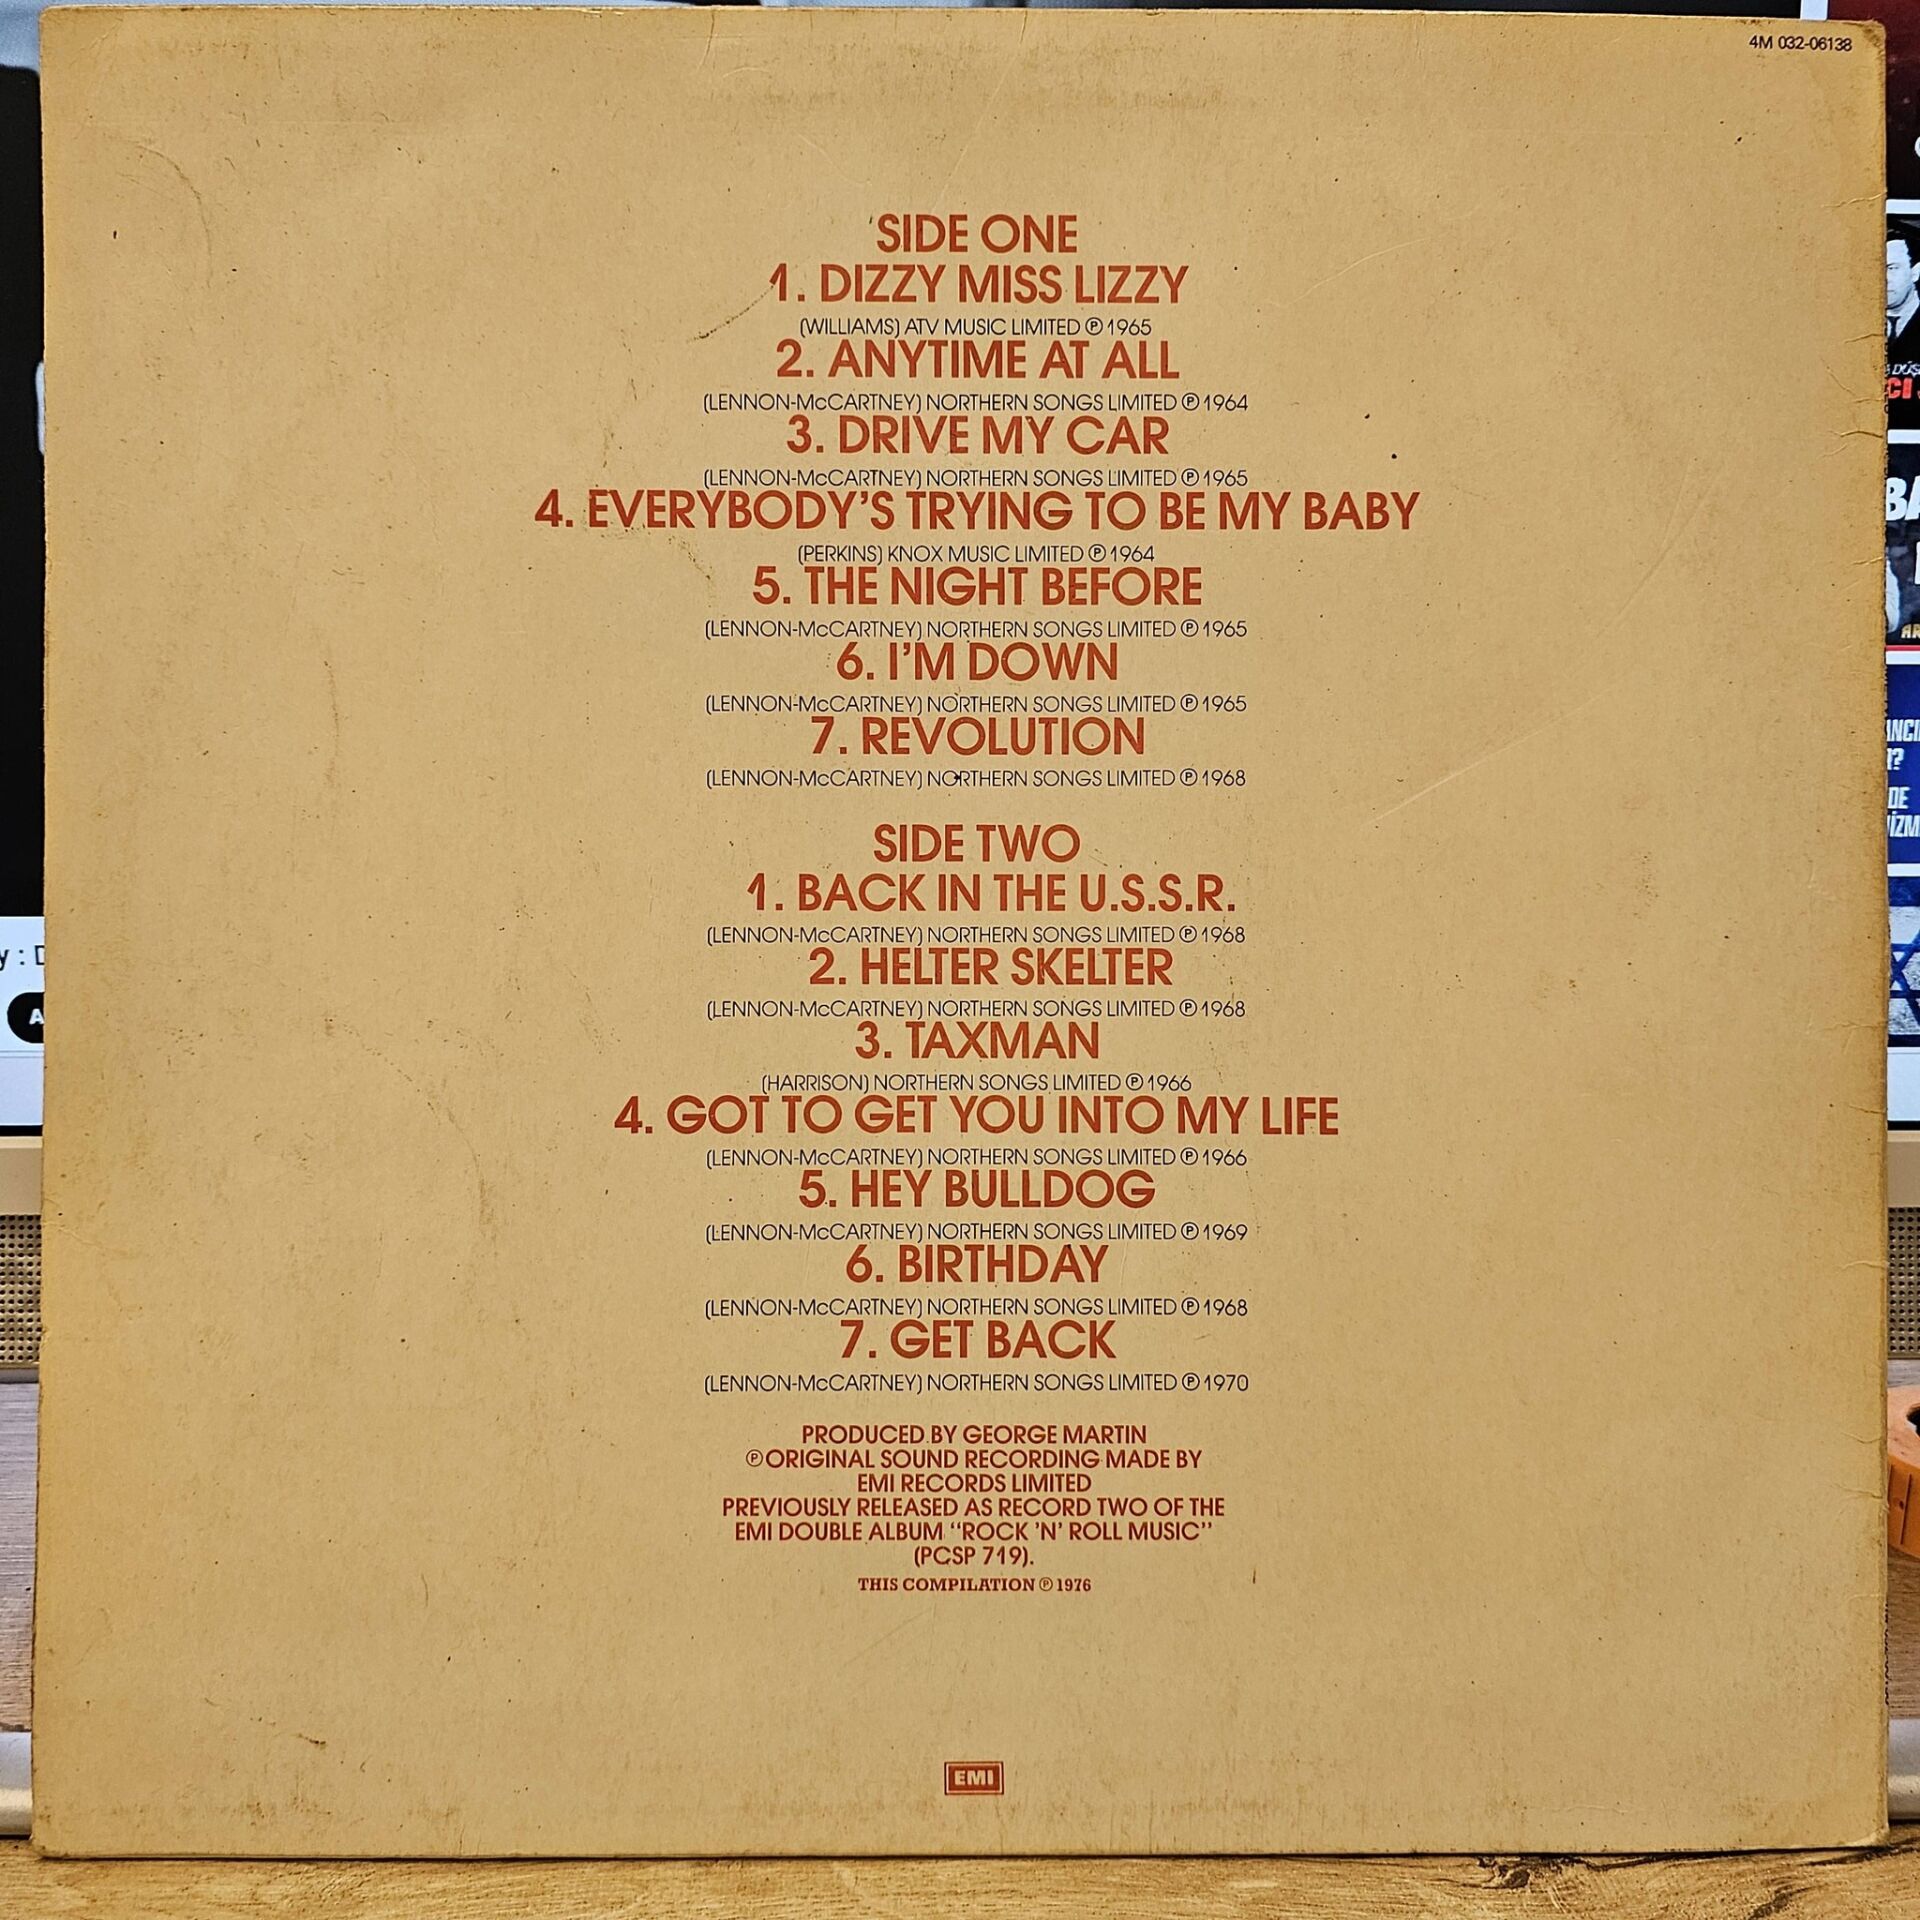 4M 032-06138
SIDE ONE
1. DIZZY MISS LIZZY
(WILLIAMS) ATV MUSIC LIMITED ℗ 1965
2. ANYTIME AT ALL
(LENNON-McCARTNEY) NORTHERN SONGS LIMITED ℗ 1964
3. DRIVE MY CAR
(LENNON-McCARTNEY) NORTHERN SONGS LIMITED ℗ 1965
4. EVERYBODY'S TRYING TO BE MY BABY
(PERKINS) KNOX MUSIC LIMITED ℗ 1964
5. THE NIGHT BEFORE
(LENNON-McCARTNEY) NORTHERN SONGS LIMITED ℗ 1965
6. I'M DOWN
(LENNON-McCARTNEY) NORTHERN SONGS LIMITED ℗ 1965
7. REVOLUTION
(LENNON-McCARTNEY) NORTHERN SONGS LIMITED ℗ 1968
SIDE TWO
1. BACK IN THE U.S.S.R.
(LENNON-McCARTNEY) NORTHERN SONGS LIMITED ℗ 1968
2. HELTER SKELTER
(LENNON-McCARTNEY) NORTHERN SONGS LIMITED ℗ 1968
3. TAXMAN
(HARRISON) NORTHERN SONGS LIMITED ℗ 1966
4. GOT TO GET YOU INTO MY LIFE
(LENNON-McCARTNEY) NORTHERN SONGS LIMITED ℗ 1966
5. HEY BULLDOG
(LENNON-McCARTNEY) NORTHERN SONGS LIMITED ℗ 1969
6. BIRTHDAY
(LENNON-McCARTNEY) NORTHERN SONGS LIMITED ℗ 1968
7. GET BACK
(LENNON-McCARTNEY) NORTHERN SONGS LIMITED ℗ 1970
PRODUCED BY GEORGE MARTIN
℗ ORIGINAL SOUND RECORDING MADE BY
EMI RECORDS LIMITED
PREVIOUSLY RELEASED AS RECORD TWO OF THE
EMI DOUBLE ALBUM "ROCK 'N' ROLL MUSIC"
(PCSP 719).
THIS COMPILATION ℗ 1976
EMI